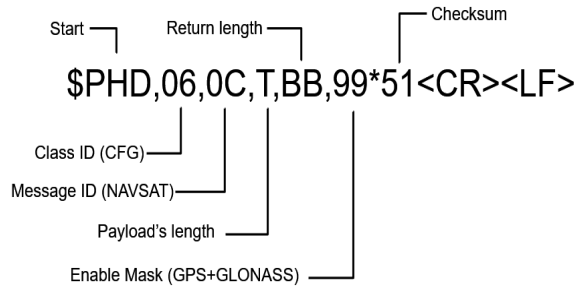 Start
Return length
Checksum
$PHD,06,0C,T,BB,99*51<CR><LF>
Class ID (CFG)
Message ID (NAVSAT)
Payload's length
Enable Mask (GPS+GLONASS)